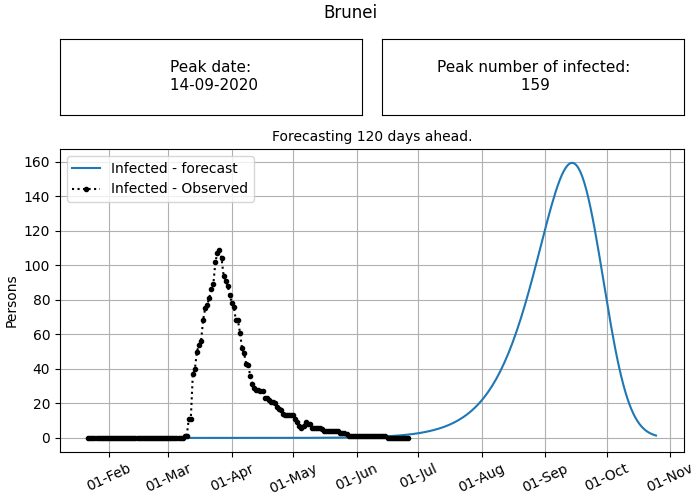 Brunei
Peak date:
14-09-2020
Peak number of infected:
159
Forecasting 120 days ahead.
Infected - forecast
Infected - Observed
160
140
120
100
80
60
40
20
0
Persons
01-Feb
01-Mar
01-Apr
01-May
01-Jun
01-Jul
01-Aug
01-Sep
01-Oct
01-Nov